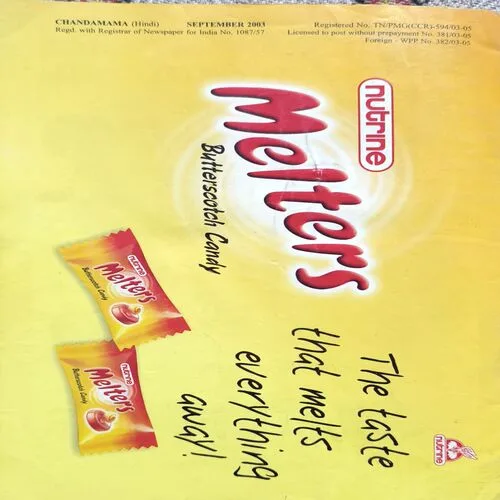 CHANDAMAMA (Hindi) SEPTEMBER 2003 Registered No. TN/PMG(CCR)-594/03-05
Regd. with Registrar of Newspaper for India No. 1087/57 Licensed to post without prepayment No. 381/03-05
Foreign - WPP No. 382/03-05
nutrine
Melters
Butterscotch Candy
The taste
that melts
everything
away!
nutrine
Melters
Butterscotch Candy
nutrine
Melters
Butterscotch Candy
nutrine